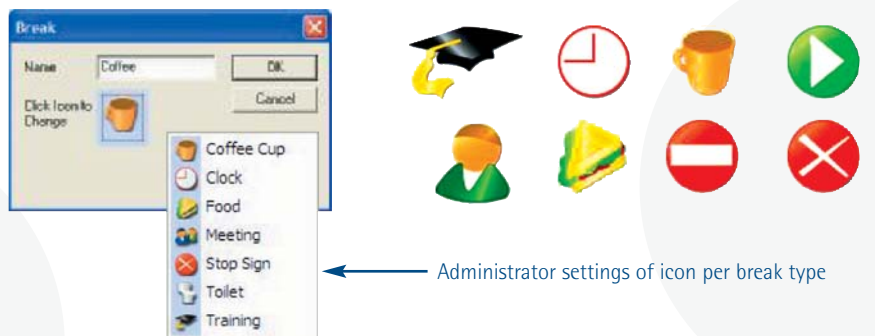 Break
Name Coffee OK
Click Icon to Change Cancel
Coffee Cup
Clock
Food
Meeting
Stop Sign
Toilet
Training
Administrator settings of icon per break type